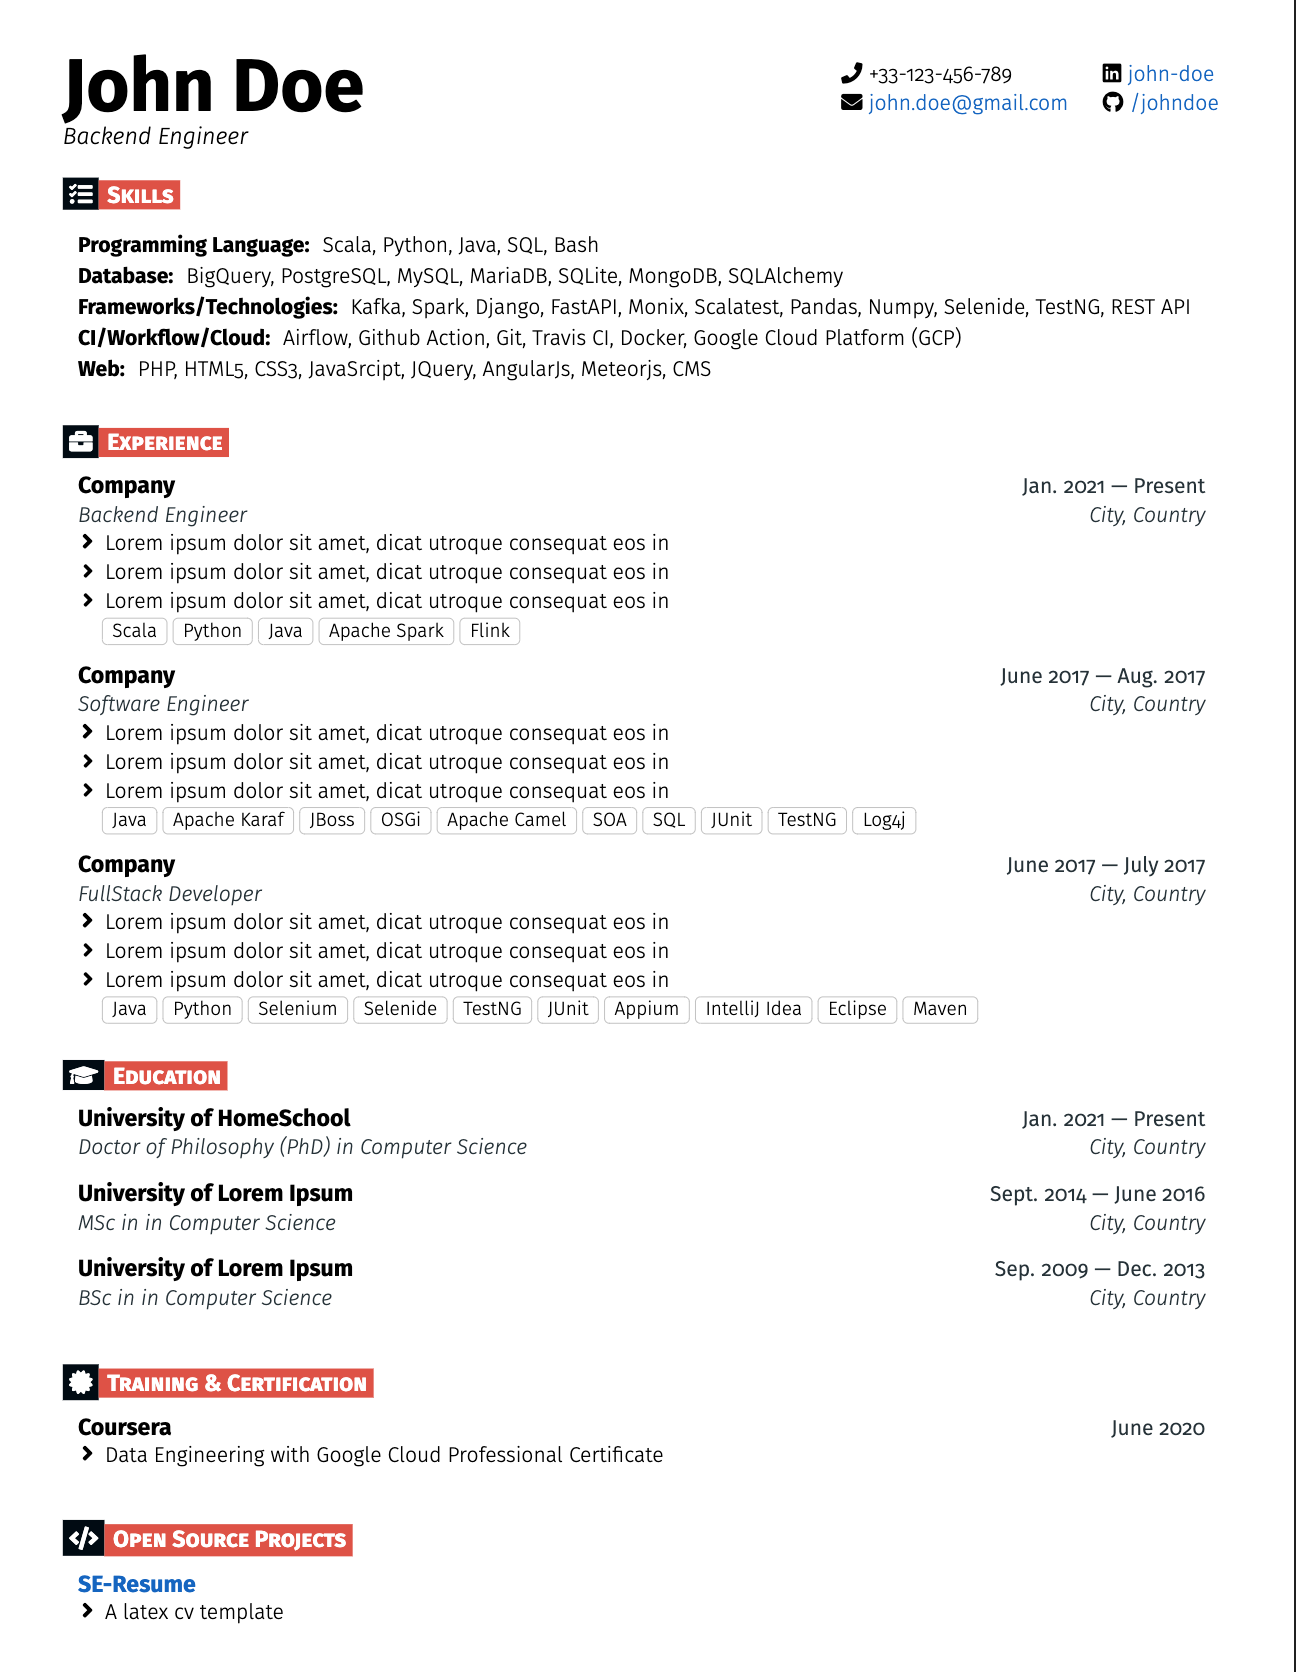 John Doe
Backend Engineer
+33-123-456-789
john-doe
john.doe@gmail.com
/johndoe
Skills
Programming Language: Scala, Python, Java, SQL, Bash
Database: BigQuery, PostgreSQL, MySQL, MariaDB, SQLite, MongoDB, SQLAlchemy
Frameworks/Technologies: Kafka, Spark, Django, FastAPI, Monix, Scalatest, Pandas, Numpy, Selenide, TestNG, REST API
CI/Workflow/Cloud: Airflow, Github Action, Git, Travis CI, Docker, Google Cloud Platform (GCP)
Web: PHP, HTML5, CSS3, JavaSrcipt, JQuery, AngularJs, Meteorjs, CMS
Experience
Company Jan. 2021 — Present
Backend Engineer City, Country
Lorem ipsum dolor sit amet, dicat utroque consequat eos in
Lorem ipsum dolor sit amet, dicat utroque consequat eos in
Lorem ipsum dolor sit amet, dicat utroque consequat eos in
Scala Python Java Apache Spark Flink
Company June 2017 — Aug. 2017
Software Engineer City, Country
Lorem ipsum dolor sit amet, dicat utroque consequat eos in
Lorem ipsum dolor sit amet, dicat utroque consequat eos in
Lorem ipsum dolor sit amet, dicat utroque consequat eos in
Java Apache Karaf JBoss OSGi Apache Camel SOA SQL JUnit TestNG Log4j
Company June 2017 — July 2017
FullStack Developer City, Country
Lorem ipsum dolor sit amet, dicat utroque consequat eos in
Lorem ipsum dolor sit amet, dicat utroque consequat eos in
Lorem ipsum dolor sit amet, dicat utroque consequat eos in
Java Python Selenium Selenide TestNG JUnit Appium IntelliJ Idea Eclipse Maven
Education
University of HomeSchool Jan. 2021 — Present
Doctor of Philosophy (PhD) in Computer Science City, Country
University of Lorem Ipsum Sept. 2014 — June 2016
MSc in in Computer Science City, Country
University of Lorem Ipsum Sep. 2009 — Dec. 2013
BSc in in Computer Science City, Country
Training & Certification
Coursera June 2020
Data Engineering with Google Cloud Professional Certificate
Open Source Projects
SE-Resume
A latex cv template